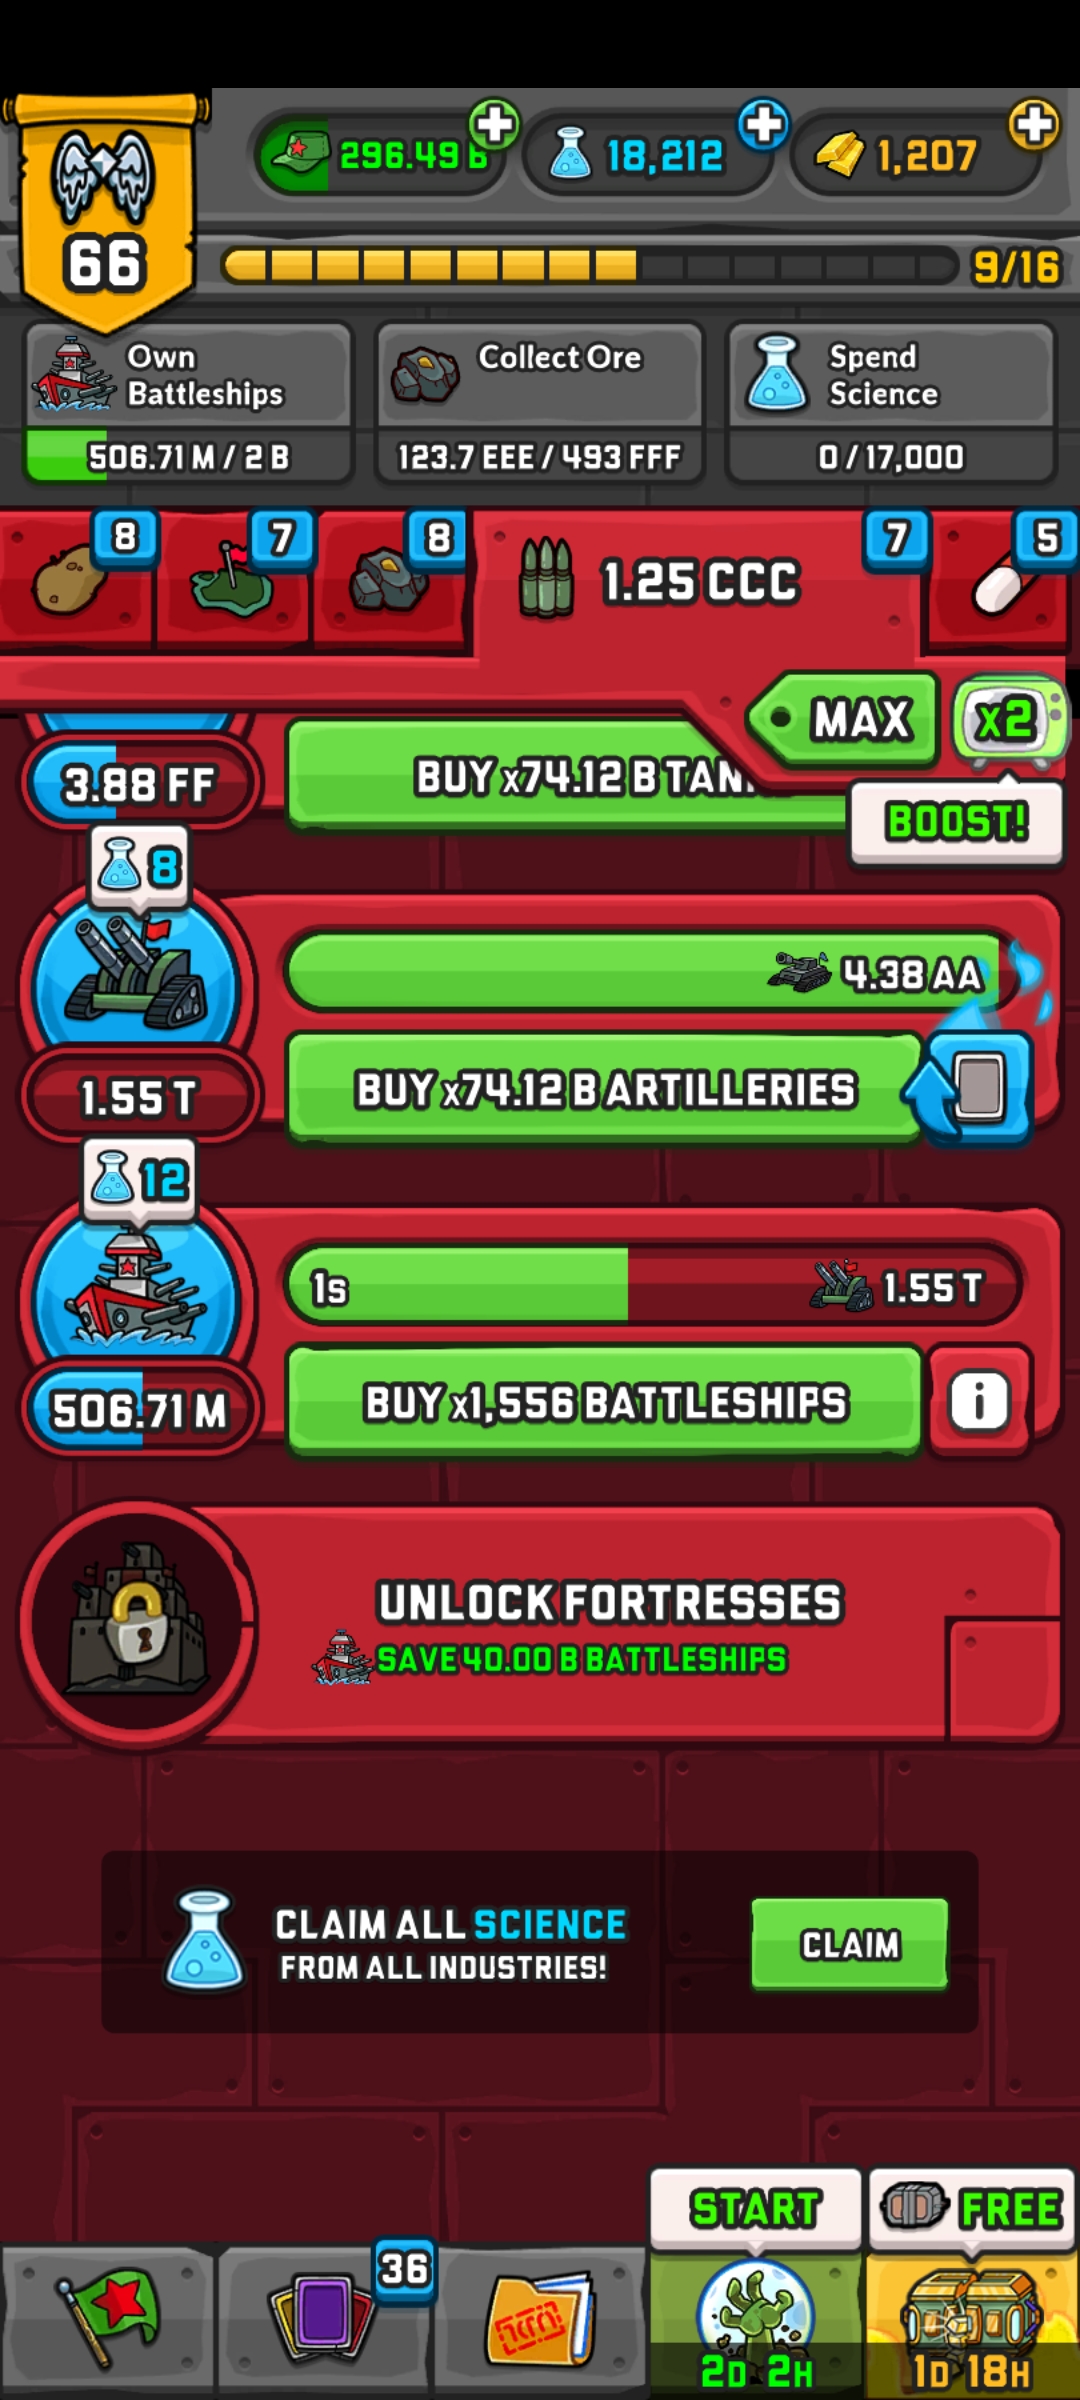 296.49 B
18,212
1,207
66
9/16
Own
Battleships
506.71 M / 2 B
Collect Ore
123.7 EEE / 493 FFF
Spend
Science
0 / 17,000
8
7
8
1.25 CCC
7
5
MAX
x2
BOOST!
3.88 FF
BUY x74.12 B
8
4.38 AA
1.55 T
BUY x74.12 B ARTILLERIES
12
1s
1.55 T
506.71 M
BUY x1,556 BATTLESHIPS
i
UNLOCK FORTRESSES
SAVE 40.00 B BATTLESHIPS
CLAIM ALL SCIENCE
FROM ALL INDUSTRIES!
CLAIM
START
FREE
36
2D 2H
1D 18H